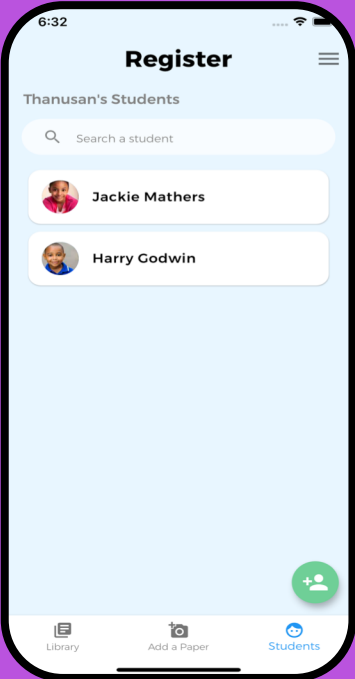 6:32
Register
Thanusan's Students
Search a student
Jackie Mathers
Harry Godwin
Library
Add a Paper
Students